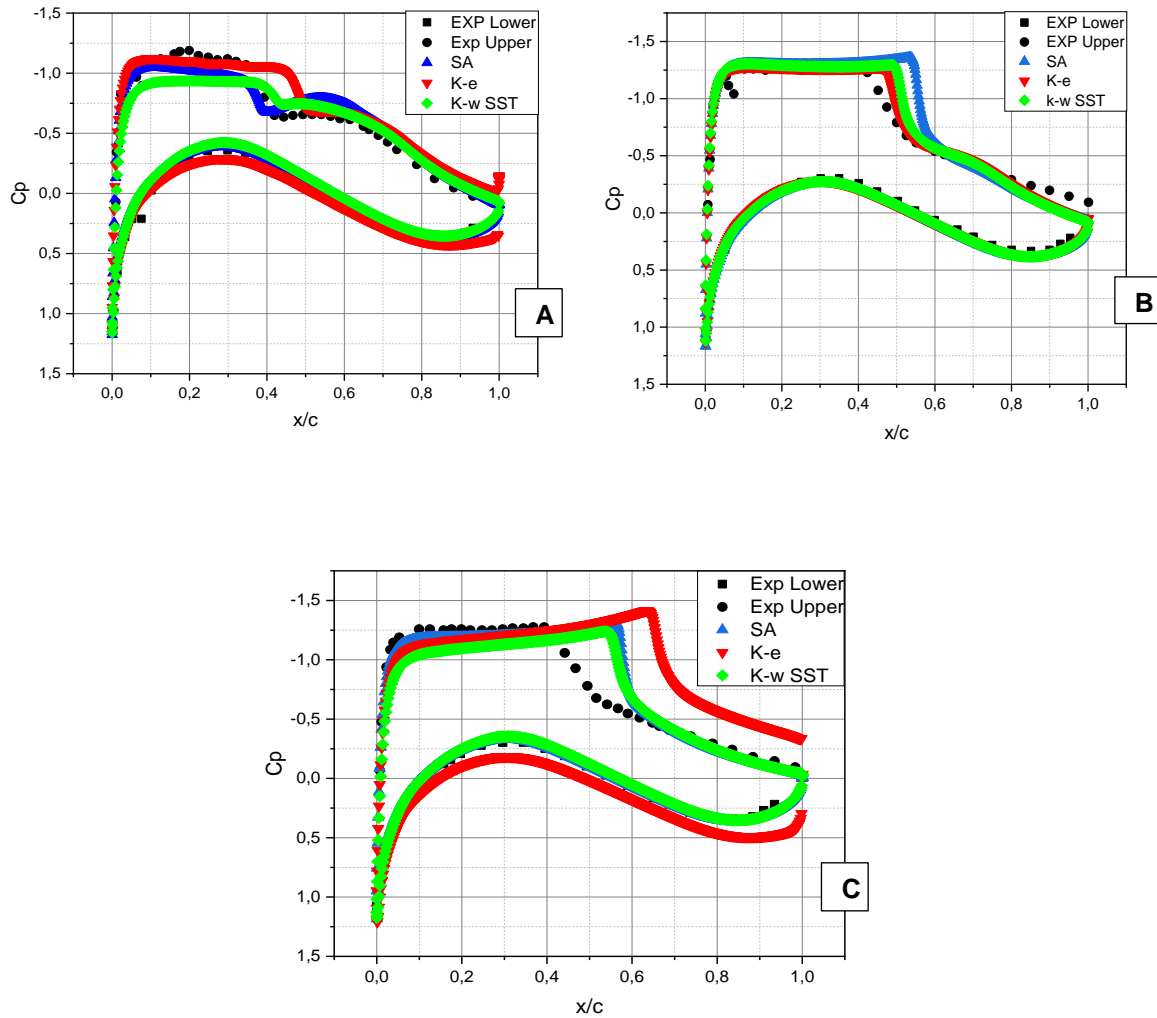 -1,5
-1,0
-0,5
0,0
0,5
1,0
1,5
Cp
0,0 0,2 0,4 0,6 0,8 1,0
x/c
EXP Lower
Exp Upper
SA
K-e
K-w SST
A
-1,5
-1,0
-0,5
0,0
0,5
1,0
1,5
Cp
0,0 0,2 0,4 0,6 0,8 1,0
x/c
EXP Lower
EXP Upper
SA
K-e
k-w SST
B
-1,5
-1,0
-0,5
0,0
0,5
1,0
1,5
Cp
0,0 0,2 0,4 0,6 0,8 1,0
x/c
Exp Lower
Exp Upper
SA
K-e
K-w SST
C